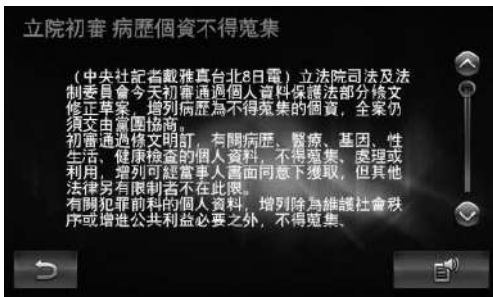 立院初審 病歷個資不得蒐集
（中央社記者戴雅真台北8日電）立法院司法及法
制委員會今天初審通過個人資料保護法部分條文
修正草案，增列病歷為不得蒐集的個資，全案仍
須交由黨團協商。
初審通過條文明訂，有關病歷、醫療、基因、性
生活、健康檢查的個人資料，不得蒐集、處理或
利用，增列可經當事人書面同意下獲取，但其他
法律另有限制者不在此限。
有關犯罪前科的個人資料，增列除為維護社會秩
序或增進公共利益必要之外，不得蒐集、